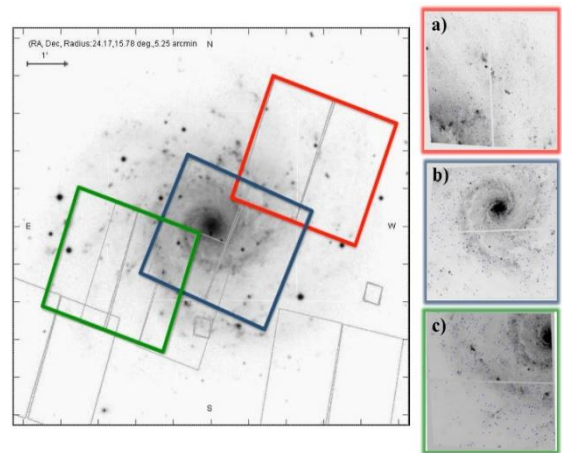 (RA, Dec, Radius:24.17,15.78 deg.,5.25 arcmin
N
1'
E
W
S
a)
b)
c)